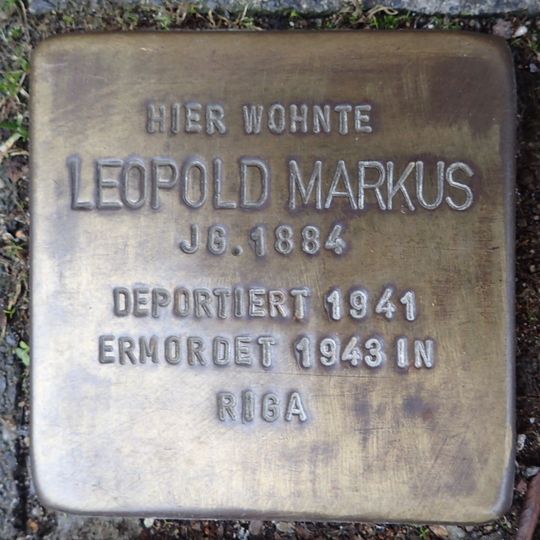 HIER WOHNTE
LEOPOLD MARKUS
JG. 1884
DEPORTIERT 1941
ERMORDET 1943 IN
RIGA